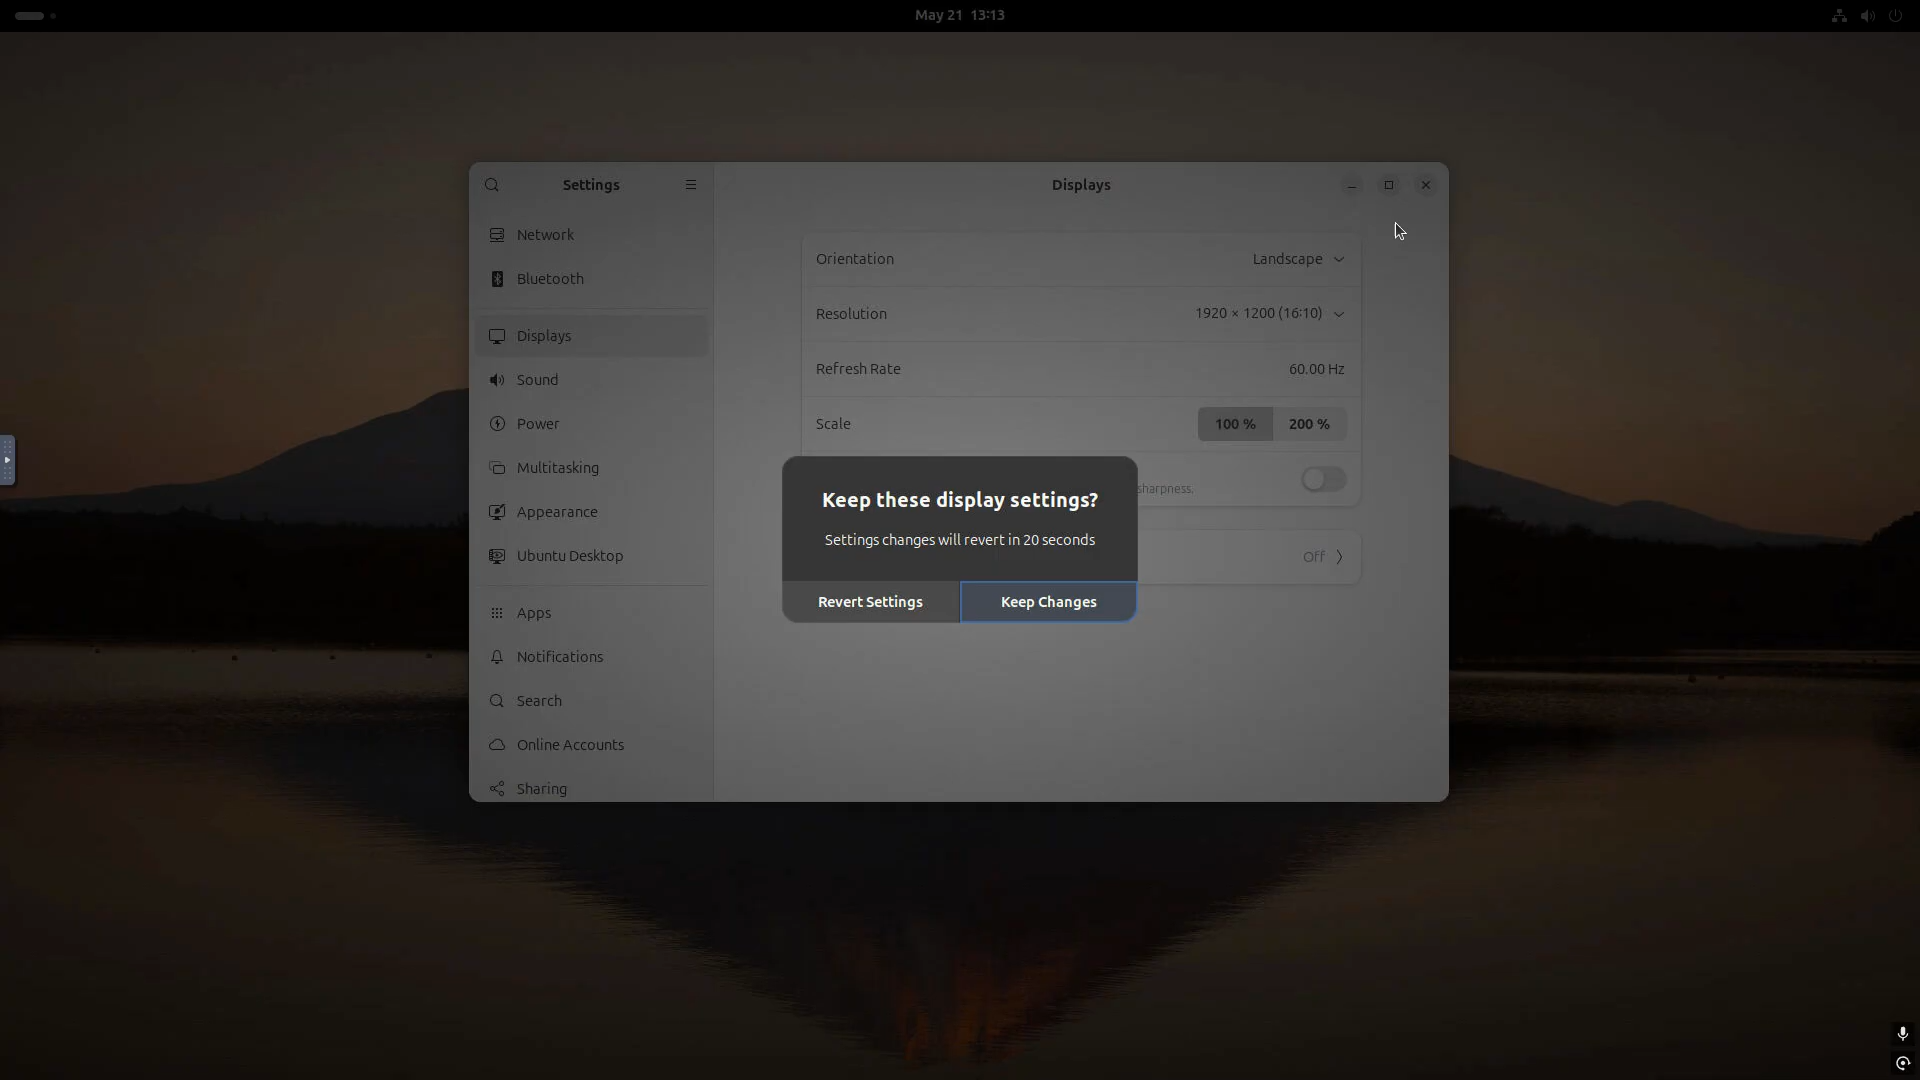 May 21 13:13
Settings
Displays
Network
Bluetooth
Displays
Sound
Power
Multitasking
Appearance
Ubuntu Desktop
Apps
Notifications
Search
Online Accounts
Sharing
Orientation Landscape
Resolution 1920 × 1200 (16:10)
Refresh Rate 60.00 Hz
Scale 100 % 200 %
sharpness.
Off
Keep these display settings?
Settings changes will revert in 20 seconds
Revert Settings Keep Changes